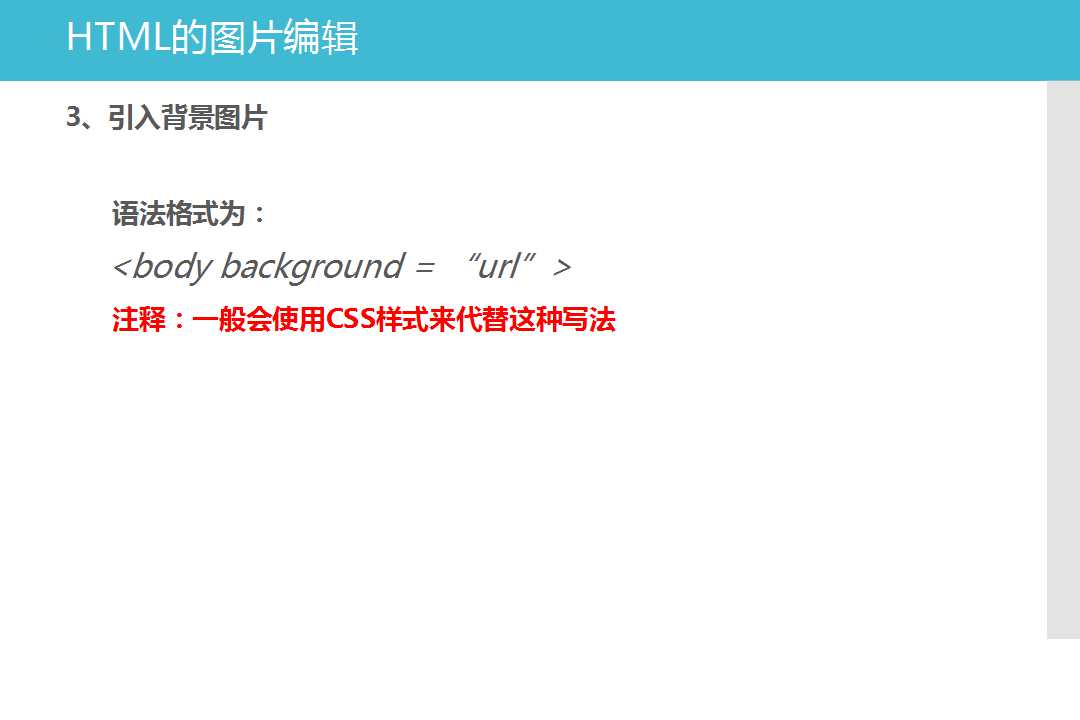 HTML的图片编辑
3、引入背景图片
语法格式为：
<body background = “url”>
注释：一般会使用CSS样式来代替这种写法